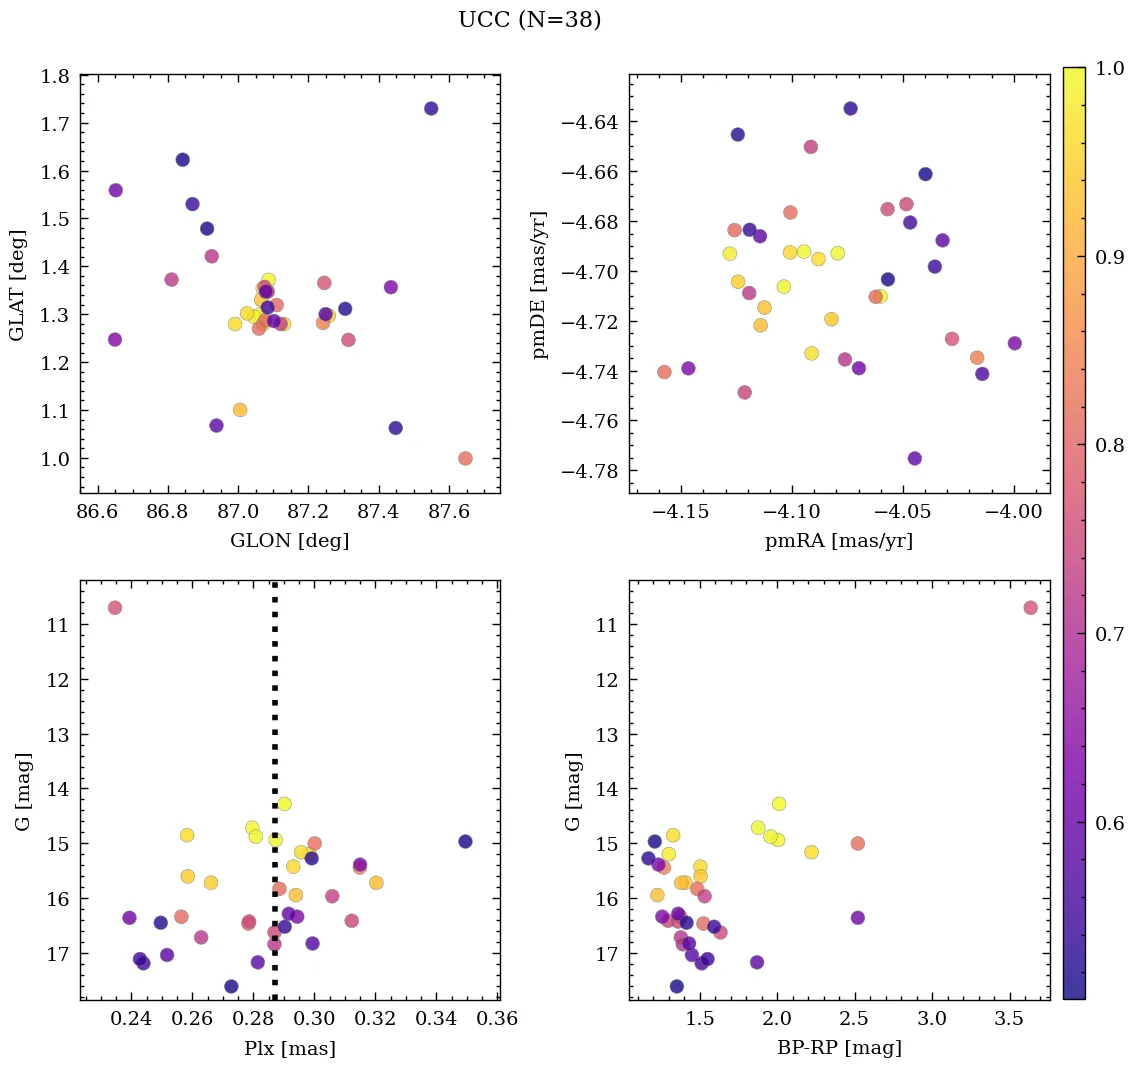 UCC (N=38)
1.8
1.7
1.6
1.5
1.4
1.3
1.2
1.1
1.0
GLAT [deg]
86.6 86.8 87.0 87.2 87.4 87.6
GLON [deg]
−4.64
−4.66
−4.68
−4.70
−4.72
−4.74
−4.76
−4.78
pmDE [mas/yr]
−4.15 −4.10 −4.05 −4.00
pmRA [mas/yr]
11
12
13
14
15
16
17
G [mag]
0.24 0.26 0.28 0.30 0.32 0.34 0.36
Plx [mas]
11
12
13
14
15
16
17
G [mag]
1.5 2.0 2.5 3.0 3.5
BP-RP [mag]
1.0
0.9
0.8
0.7
0.6